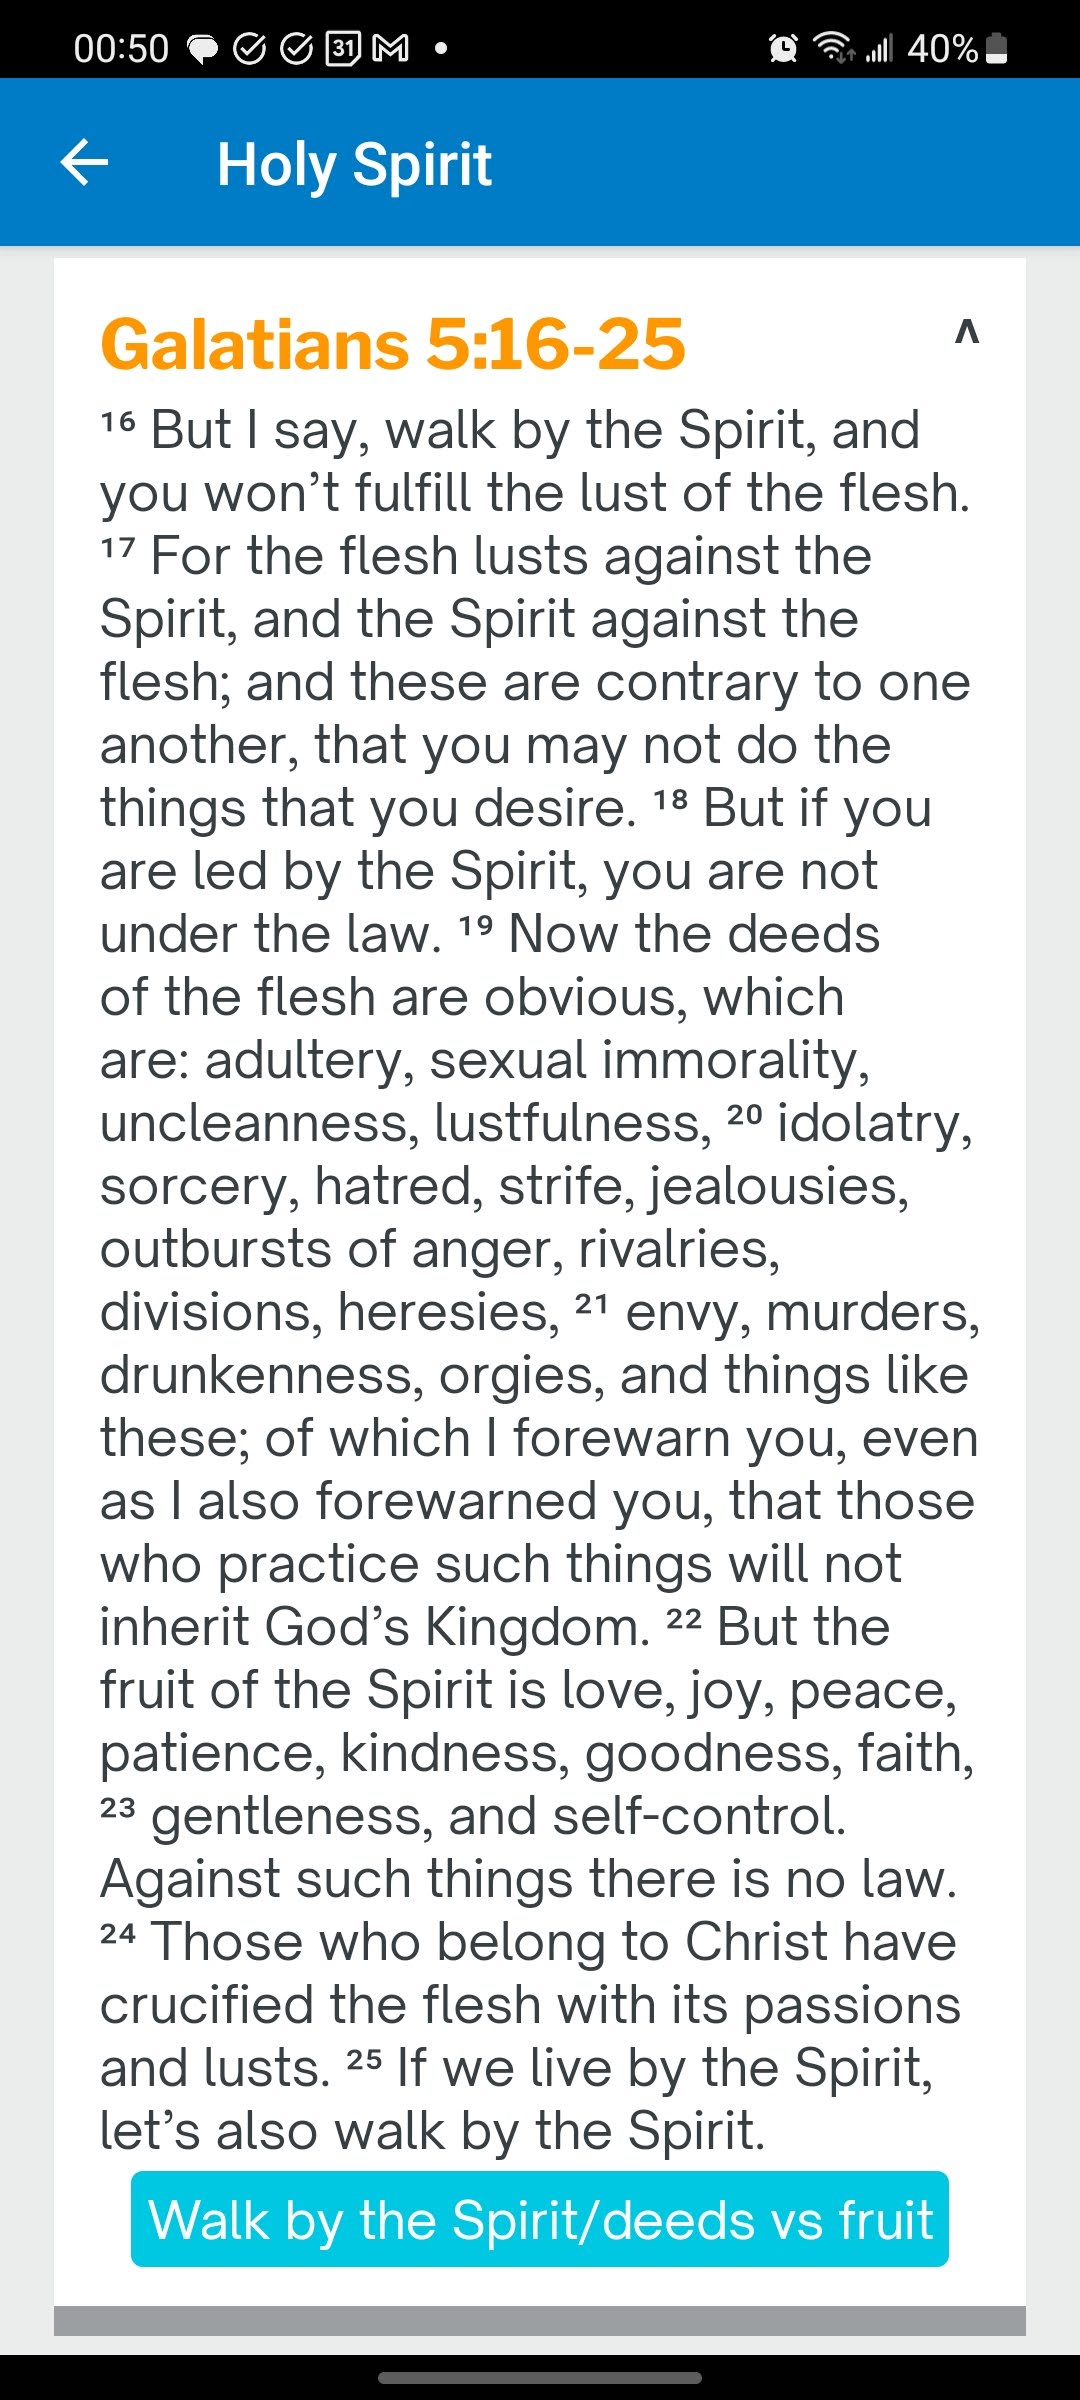 00:50 31 40%
Holy Spirit
Galatians 5:16-25 ^
¹⁶ But I say, walk by the Spirit, and
you won’t fulfill the lust of the flesh.
¹⁷ For the flesh lusts against the
Spirit, and the Spirit against the
flesh; and these are contrary to one
another, that you may not do the
things that you desire. ¹⁸ But if you
are led by the Spirit, you are not
under the law. ¹⁹ Now the deeds
of the flesh are obvious, which
are: adultery, sexual immorality,
uncleanness, lustfulness, ²⁰ idolatry,
sorcery, hatred, strife, jealousies,
outbursts of anger, rivalries,
divisions, heresies, ²¹ envy, murders,
drunkenness, orgies, and things like
these; of which I forewarn you, even
as I also forewarned you, that those
who practice such things will not
inherit God’s Kingdom. ²² But the
fruit of the Spirit is love, joy, peace,
patience, kindness, goodness, faith,
²³ gentleness, and self-control.
Against such things there is no law.
²⁴ Those who belong to Christ have
crucified the flesh with its passions
and lusts. ²⁵ If we live by the Spirit,
let’s also walk by the Spirit.
Walk by the Spirit/deeds vs fruit